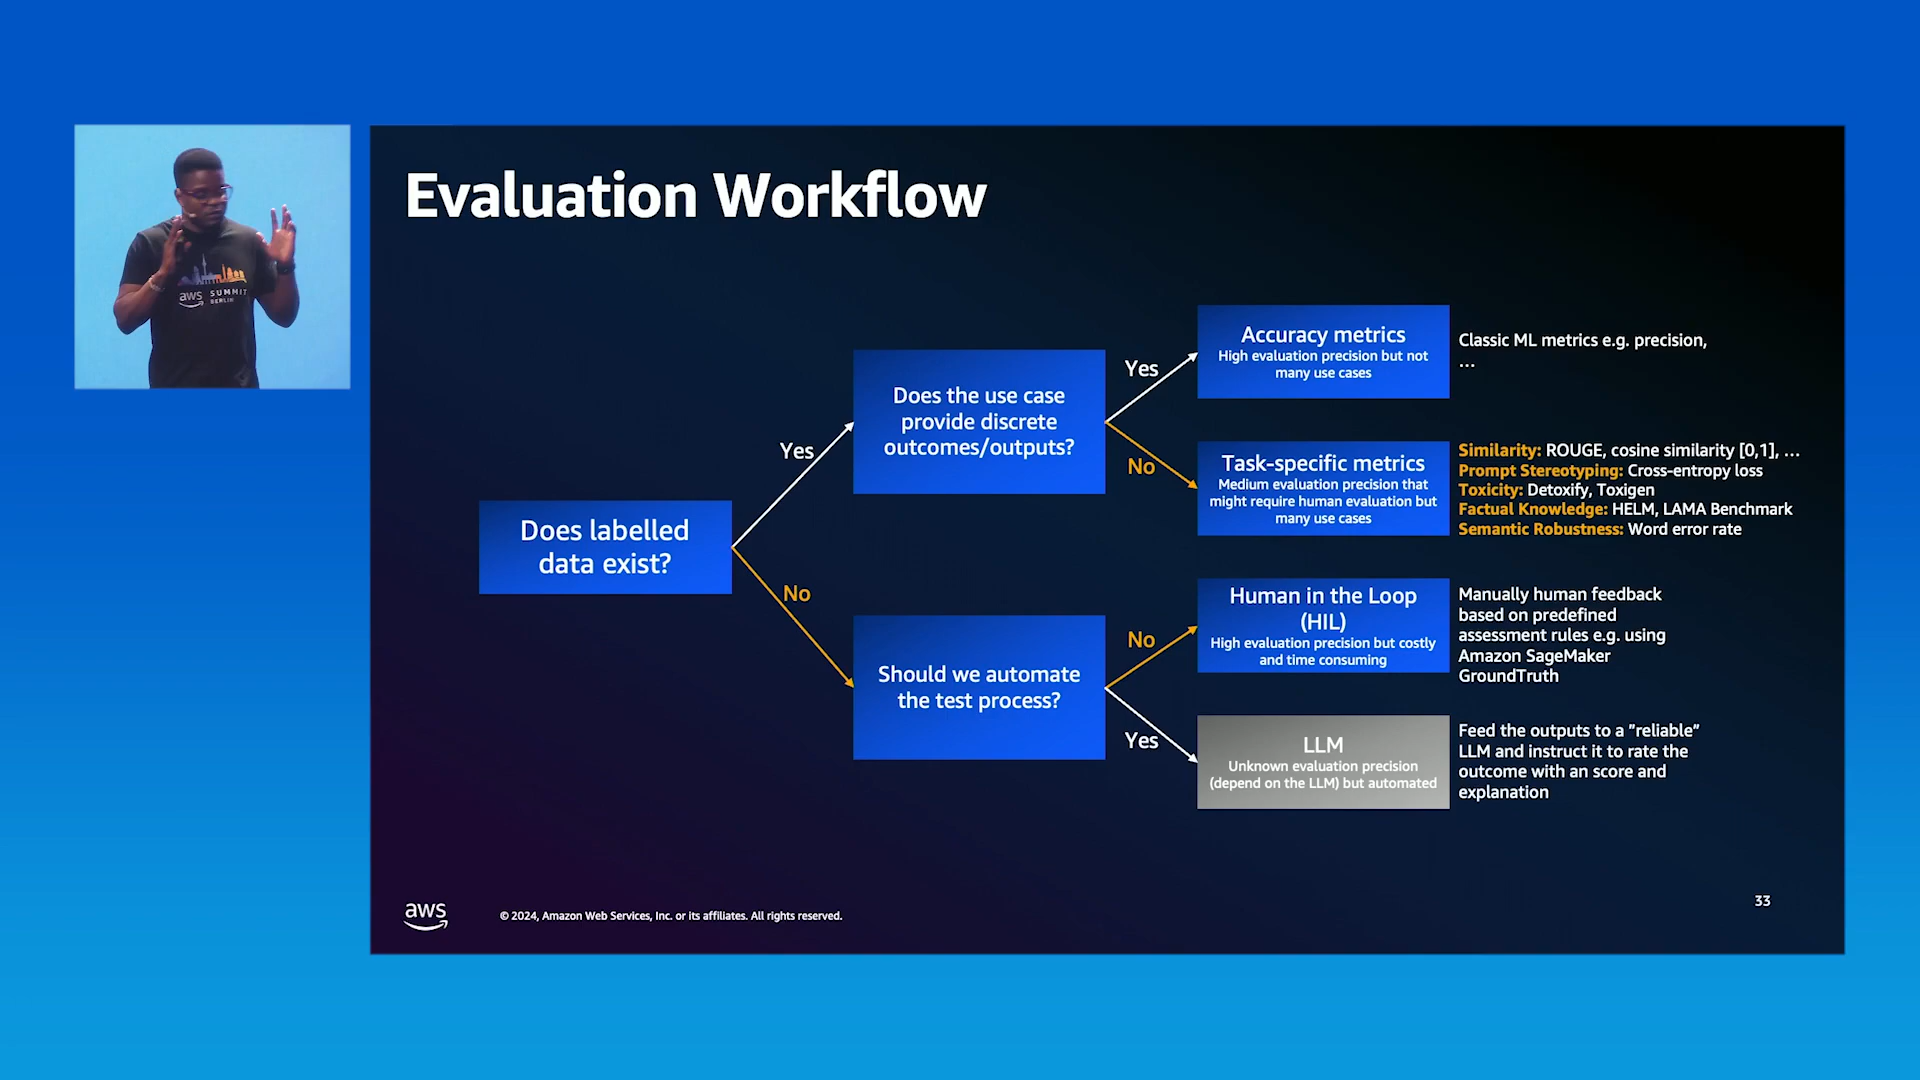 Evaluation Workflow
aws SUMMIT
BERLIN
Does labelled
data exist?
Yes
No
Does the use case
provide discrete
outcomes/outputs?
Yes
No
Should we automate
the test process?
No
Yes
Accuracy metrics
High evaluation precision but not
many use cases
Classic ML metrics e.g. precision,
...
Task-specific metrics
Medium evaluation precision that
might require human evaluation but
many use cases
Similarity: ROUGE, cosine similarity [0,1], ...
Prompt Stereotyping: Cross-entropy loss
Toxicity: Detoxify, Toxigen
Factual Knowledge: HELM, LAMA Benchmark
Semantic Robustness: Word error rate
Human in the Loop
(HIL)
High evaluation precision but costly
and time consuming
Manually human feedback
based on predefined
assessment rules e.g. using
Amazon SageMaker
GroundTruth
LLM
Unknown evaluation precision
(depend on the LLM) but automated
Feed the outputs to a "reliable"
LLM and instruct it to rate the
outcome with an score and
explanation
aws
© 2024, Amazon Web Services, Inc. or its affiliates. All rights reserved.
33